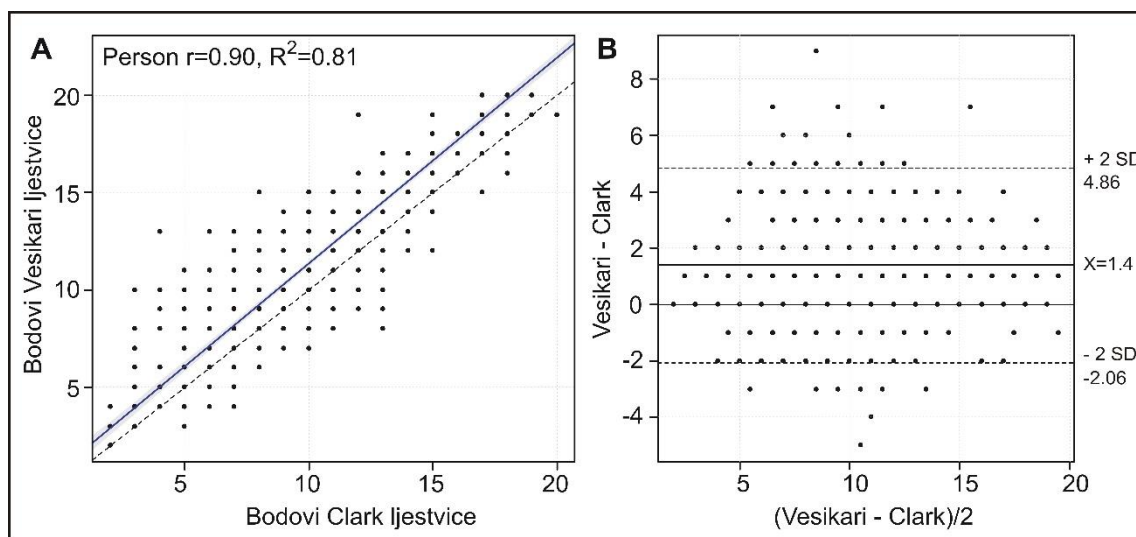 A
Person r=0.90, R²=0.81
20
15
10
5
5
10
15
20
Bodovi Vesikari ljestvice
Bodovi Clark ljestvice
B
8
6
4
2
0
-2
-4
5
10
15
20
Vesikari - Clark
(Vesikari - Clark)/2
+ 2 SD
4.86
X=1.4
- 2 SD
-2.06